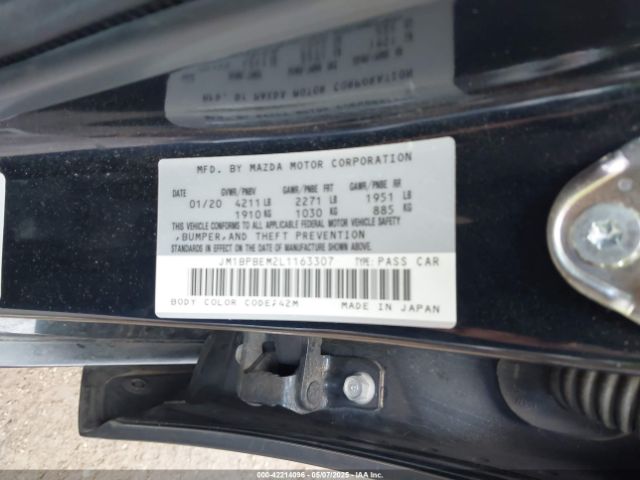 MFD. BY MAZDA MOTOR CORPORATION
DATE GVWR/PNBV GAWR/PNBE FRT GAWR/PNBE RR
01/20 4211 LB 2271 LB 1951 LB
1910 KG 1030 KG 885 KG
THIS VEHICLE CONFORMS TO ALL APPLICABLE FEDERAL MOTOR VEHICLE SAFETY,
,BUMPER,AND THEFT PREVENTION
STANDARDS IN EFFECT ON THE DATE OF MANUFACTURE SHOWN ABOVE.
JM1BPBEM2L1163307 TYPE: PASS CAR
BODY COLOR CODE:42M MADE IN JAPAN
00-42214096 05/07/2025 COPYRIGHT IAA